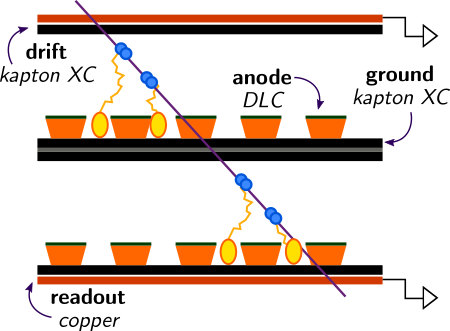 drift
kapton XC
anode
DLC
ground
kapton XC
readout
copper